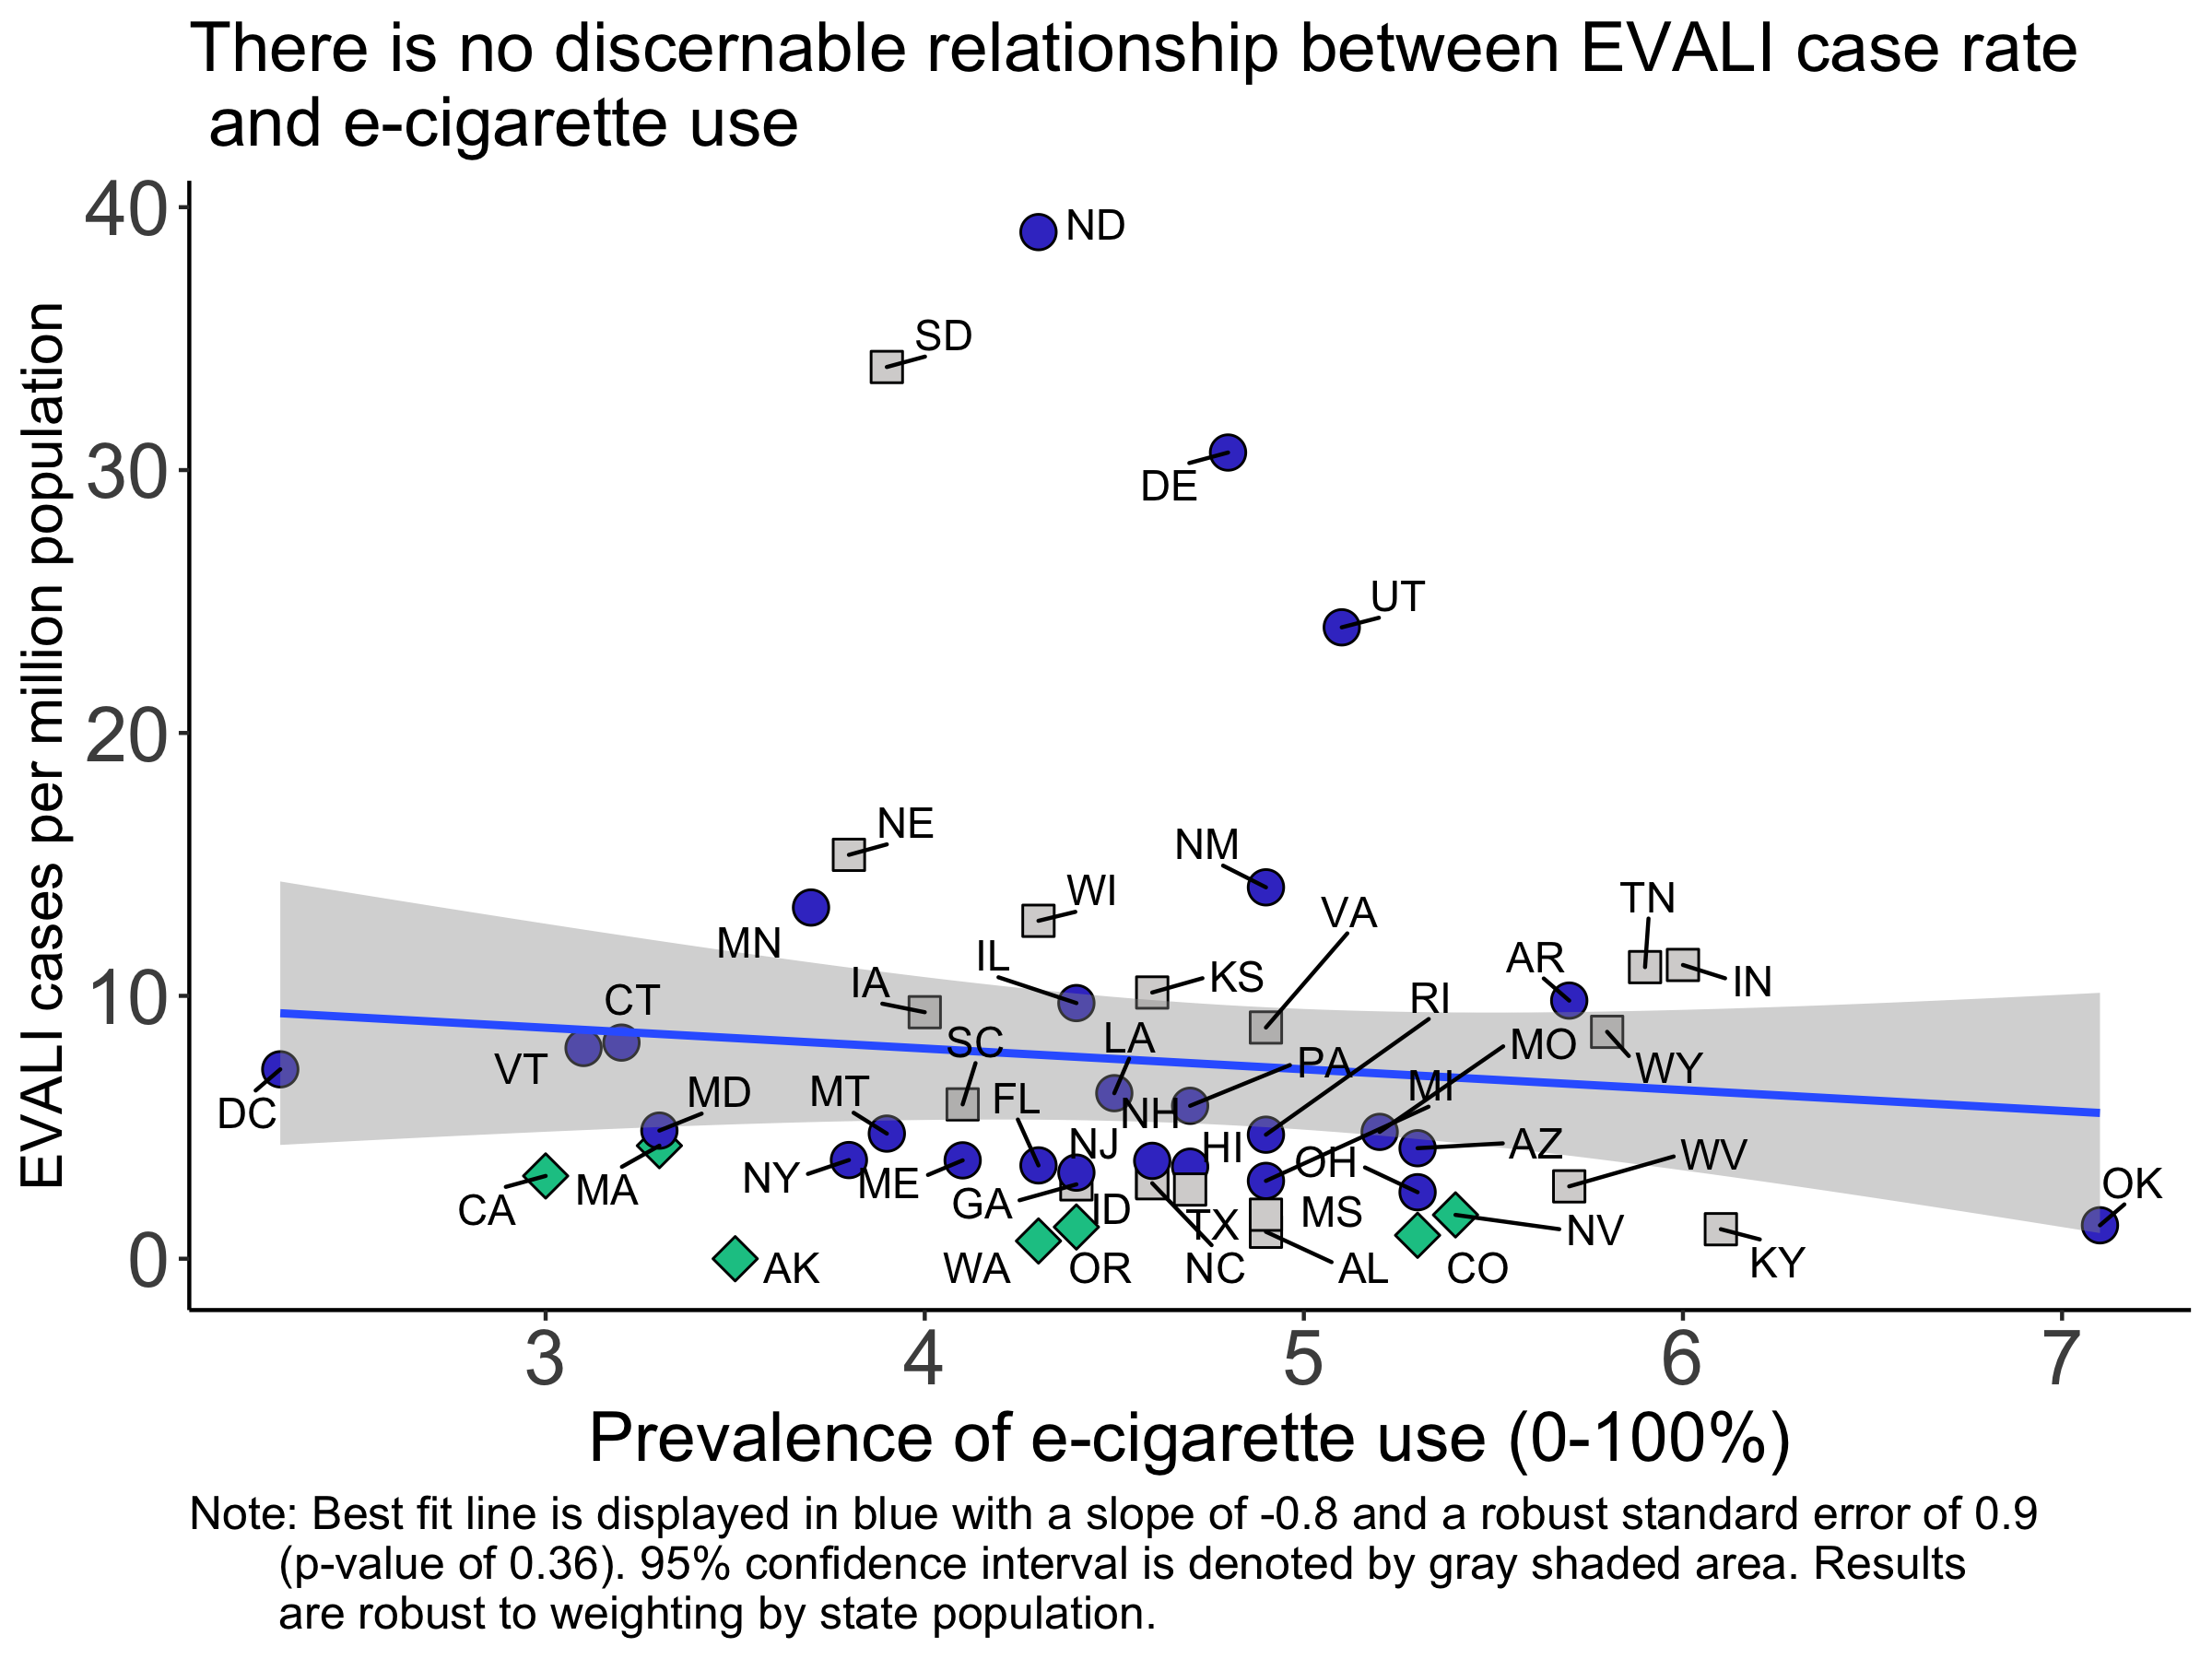 There is no discernable relationship between EVALI case rate
and e-cigarette use
EVALI cases per million population
40
30
20
10
0
ND
SD
DE
UT
NE
NM
WI
VA
TN
MN
IL
KS
AR
IN
IA
CT
RI
SC
LA
MO
VT
PA
WY
MD
MT
FL
MI
DC
NH
NJ
HI
AZ
WV
NY
ME
OH
OK
CA
MA
GA
ID
TX
MS
NV
AK
WA
OR
NC
AL
CO
KY
3
4
5
6
7
Prevalence of e-cigarette use (0-100%)
Note: Best fit line is displayed in blue with a slope of -0.8 and a robust standard error of 0.9
(p-value of 0.36). 95% confidence interval is denoted by gray shaded area. Results
are robust to weighting by state population.